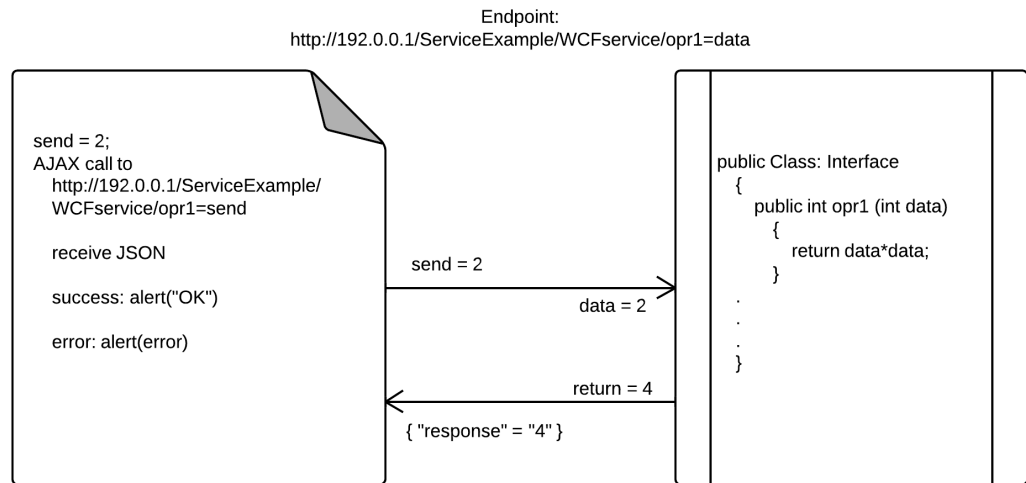 Endpoint:
http://192.0.0.1/ServiceExample/WCFservice/opr1=data
send = 2;
AJAX call to
http://192.0.0.1/ServiceExample/
WCFservice/opr1=send
receive JSON
success: alert("OK")
error: alert(error)
send = 2
data = 2
return = 4
{ "response" = "4" }
public Class: Interface
{
public int opr1 (int data)
{
return data*data;
}
.
.
.
}